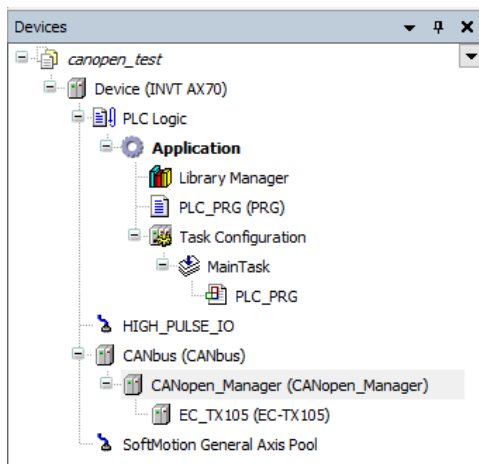 Devices
canopen_test
Device (INVT AX70)
PLC Logic
Application
Library Manager
PLC_PRG (PRG)
Task Configuration
MainTask
PLC_PRG
HIGH_PULSE_IO
CANbus (CANbus)
CANopen_Manager (CANopen_Manager)
EC_TX105 (EC-TX105)
SoftMotion General Axis Pool